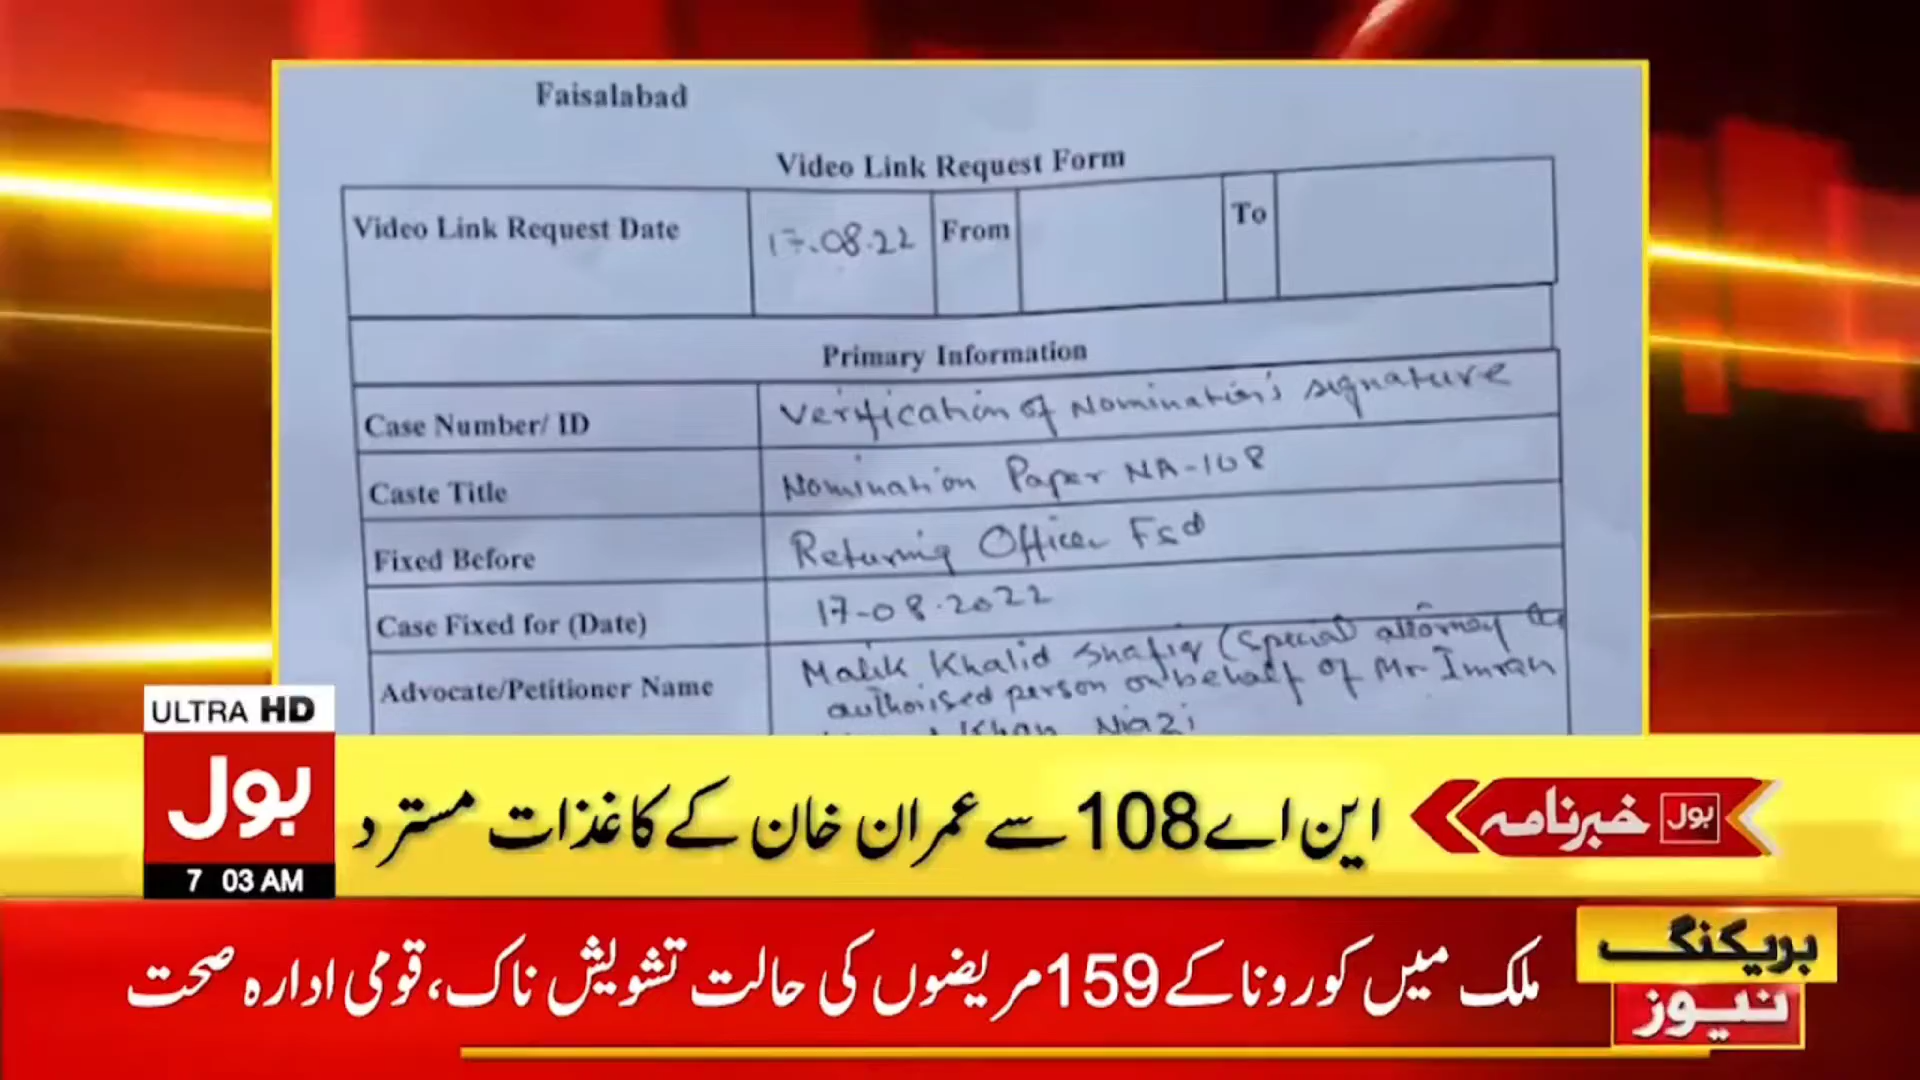 Faisalabad
Video Link Request Form
Video Link Request Date 17-08-22 From To
Primary Information
Case Number/ ID Verification of Nomination's signature
Caste Title Nomination Paper NA-108
Fixed Before Returning Officer Fsd
Case Fixed for (Date) 17-08-2022
Advocate/Petitioner Name Malik Khalid Shafiq (Special attorney
authorised person on behalf of Mr Imran
Khan Niazi
ULTRA HD
بول
7 03 AM
این اے 108 سے عمران خان کے کاغذات مسترد
بول خبرنامہ
ملک میں کورونا کے 159 مریضوں کی حالت تشویش ناک، قومی ادارہ صحت
بریکنگ
نیوز